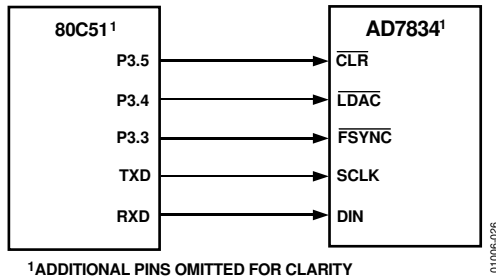 80C51¹ AD7834¹
P3.5 CLR
P3.4 LDAC
P3.3 FSYNC
TXD SCLK
RXD DIN
¹ADDITIONAL PINS OMITTED FOR CLARITY
01006-026